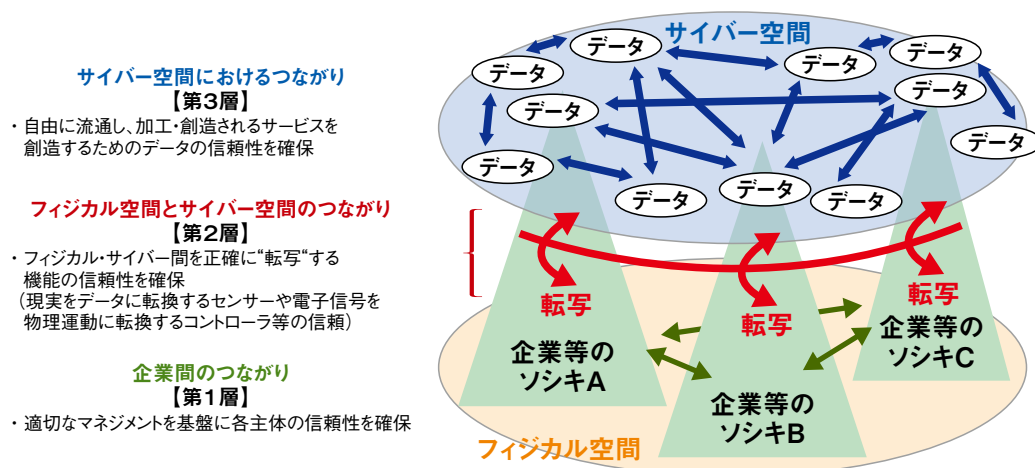 サイバー空間におけるつながり
【第3層】
・自由に流通し、加工・創造されるサービスを
創造するためのデータの信頼性を確保
フィジカル空間とサイバー空間のつながり
【第2層】
・フィジカル・サイバー間を正確に“転写“する
機能の信頼性を確保
（現実をデータに転換するセンサーや電子信号を
物理運動に転換するコントローラ等の信頼）
企業間のつながり
【第1層】
・適切なマネジメントを基盤に各主体の信頼性を確保
サイバー空間
データ
データ
データ
データ
データ
データ
データ
データ
データ
データ
データ
データ
転写
転写
転写
企業等の
ソシキA
企業等の
ソシキB
企業等の
ソシキC
フィジカル空間